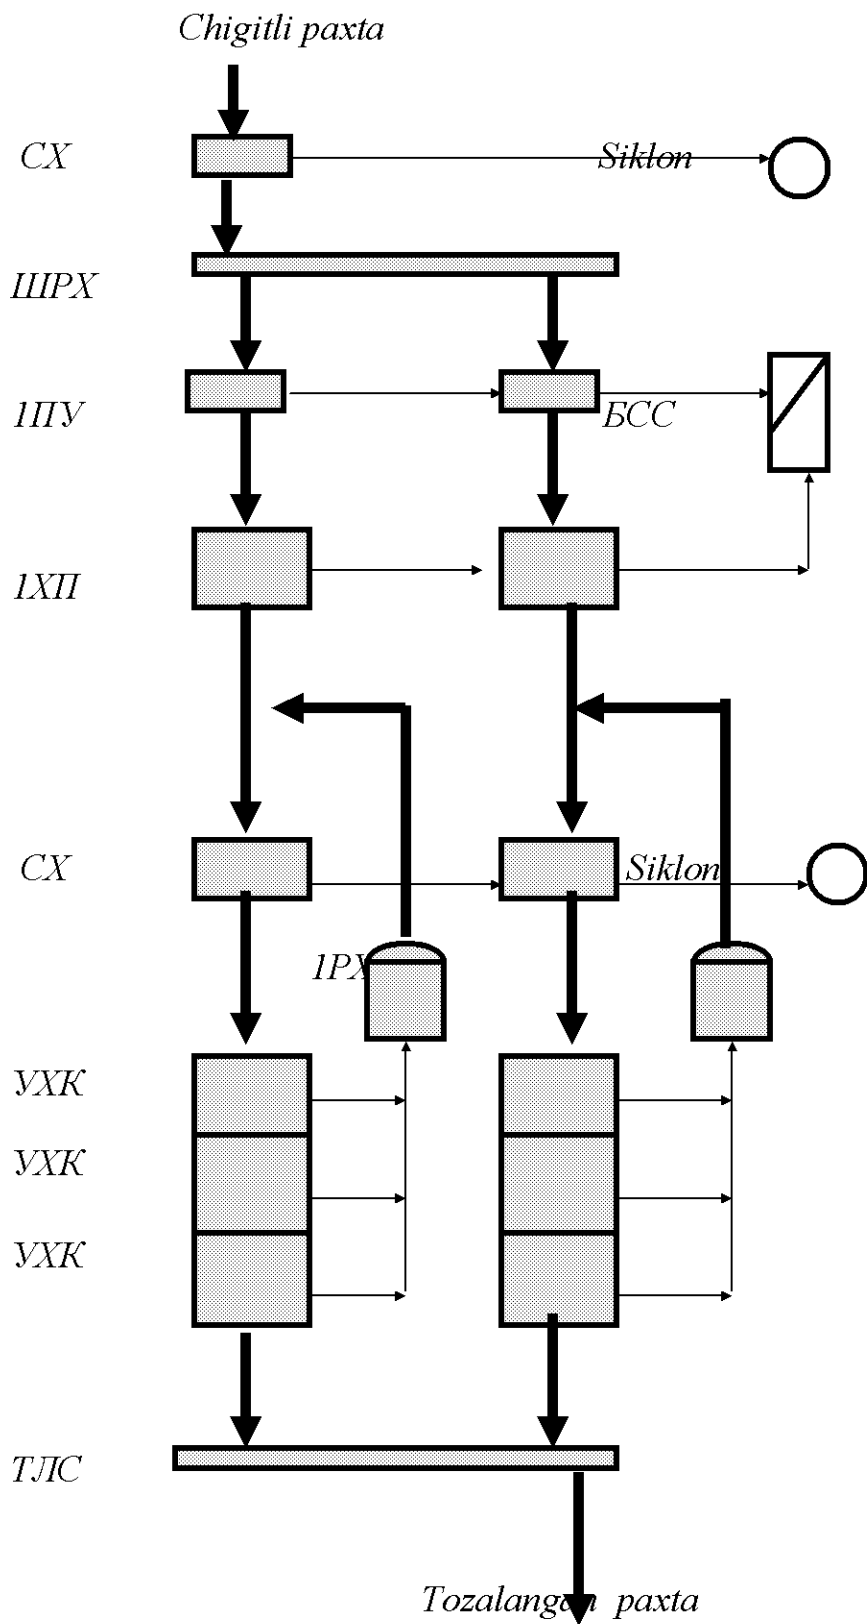 Chigitli paxta
СХ
Siklon
ШРХ
1ПУ
БСС
1ХП
СХ
Siklon
1РХ
УХК
УХК
УХК
ТЛС
Tozalangan paxta